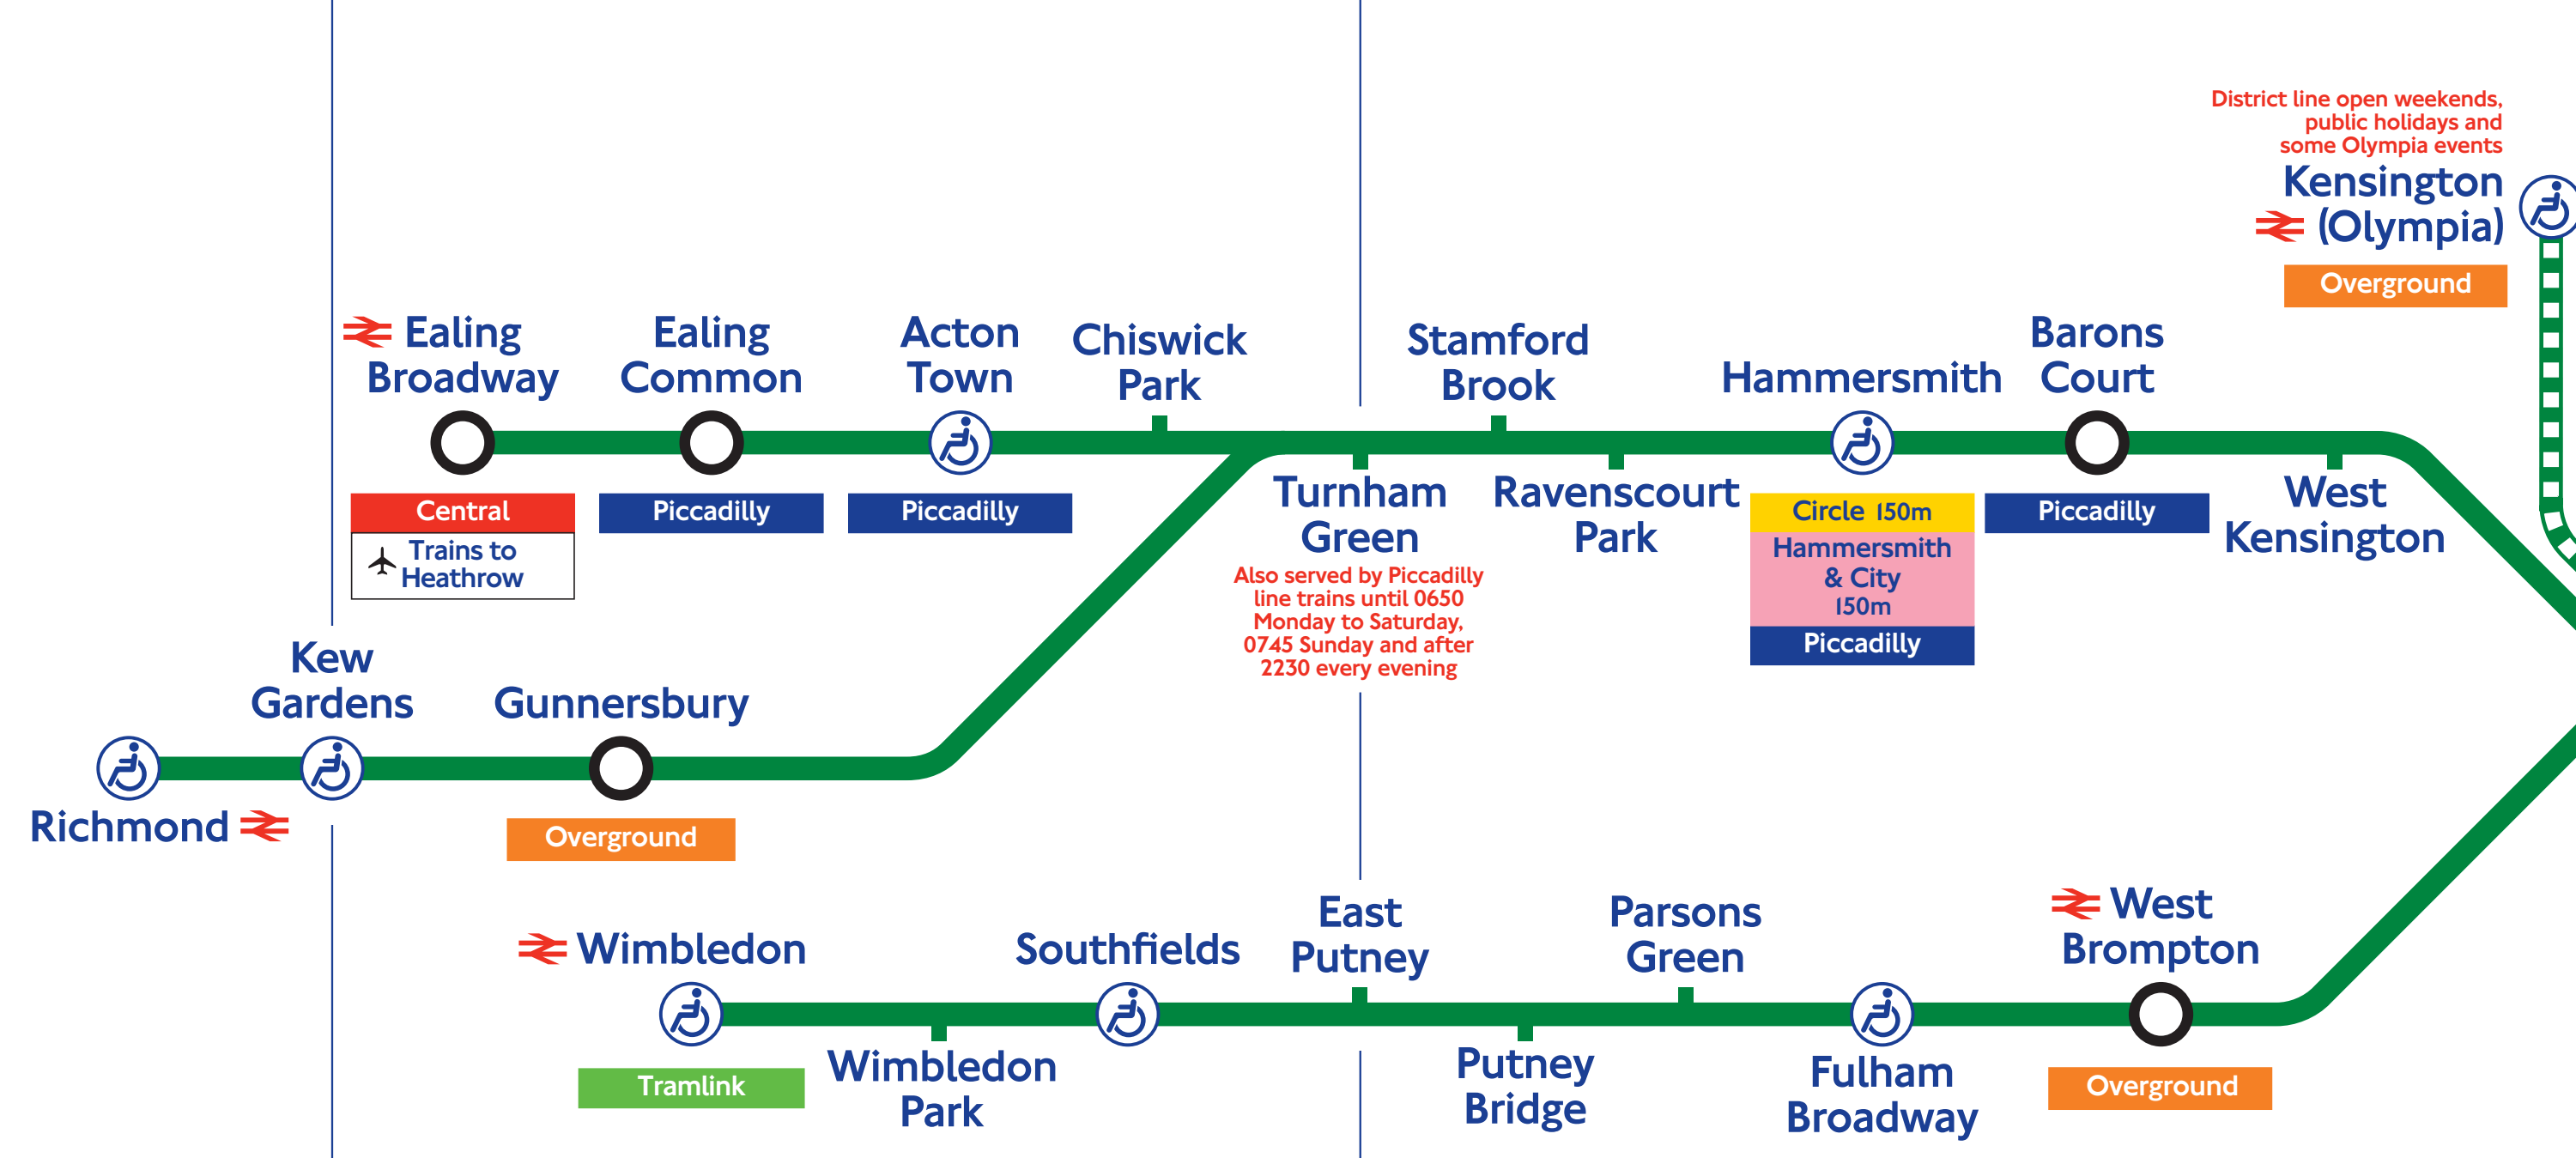 District line open weekends,
public holidays and
some Olympia events
Kensington
(Olympia)
Overground
Ealing
Broadway
Central
Trains to
Heathrow
Ealing
Common
Piccadilly
Acton
Town
Piccadilly
Chiswick
Park
Turnham
Green
Also served by Piccadilly
line trains until 0650
Monday to Saturday,
0745 Sunday and after
2230 every evening
Stamford
Brook
Ravenscourt
Park
Hammersmith
Circle 150m
Hammersmith
& City
150m
Piccadilly
Barons
Court
Piccadilly
West
Kensington
Richmond
Kew
Gardens
Gunnersbury
Overground
Wimbledon
Tramlink
Wimbledon
Park
Southfields
East
Putney
Putney
Bridge
Parsons
Green
Fulham
Broadway
West
Brompton
Overground